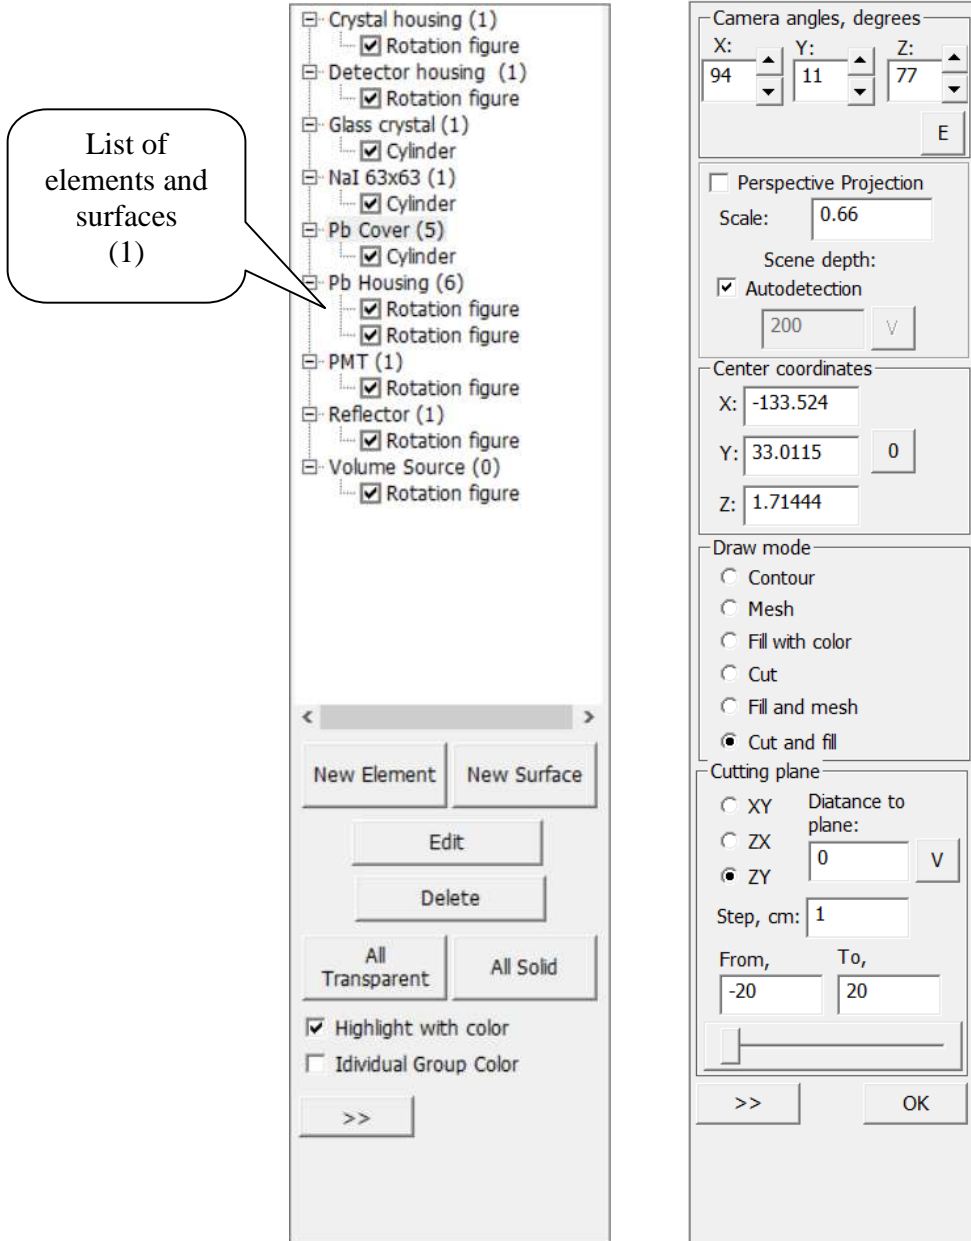 List of
elements and
surfaces
(1)
Crystal housing (1)
Rotation figure
Detector housing (1)
Rotation figure
Glass crystal (1)
Cylinder
NaI 63x63 (1)
Cylinder
Pb Cover (5)
Cylinder
Pb Housing (6)
Rotation figure
Rotation figure
PMT (1)
Rotation figure
Reflector (1)
Rotation figure
Volume Source (0)
Rotation figure
< >
New Element New Surface
Edit
Delete
All
Transparent
All Solid
Highlight with color
Idividual Group Color
>>
Camera angles, degrees
X: Y: Z:
94 11 77
E
Perspective Projection
Scale: 0.66
Scene depth:
Autodetection
200 V
Center coordinates
X: -133.524
Y: 33.0115 0
Z: 1.71444
Draw mode
Contour
Mesh
Fill with color
Cut
Fill and mesh
Cut and fill
Cutting plane
XY
ZX
ZY
Diatance to
plane:
0 V
Step, cm: 1
From, To,
-20 20
>> OK